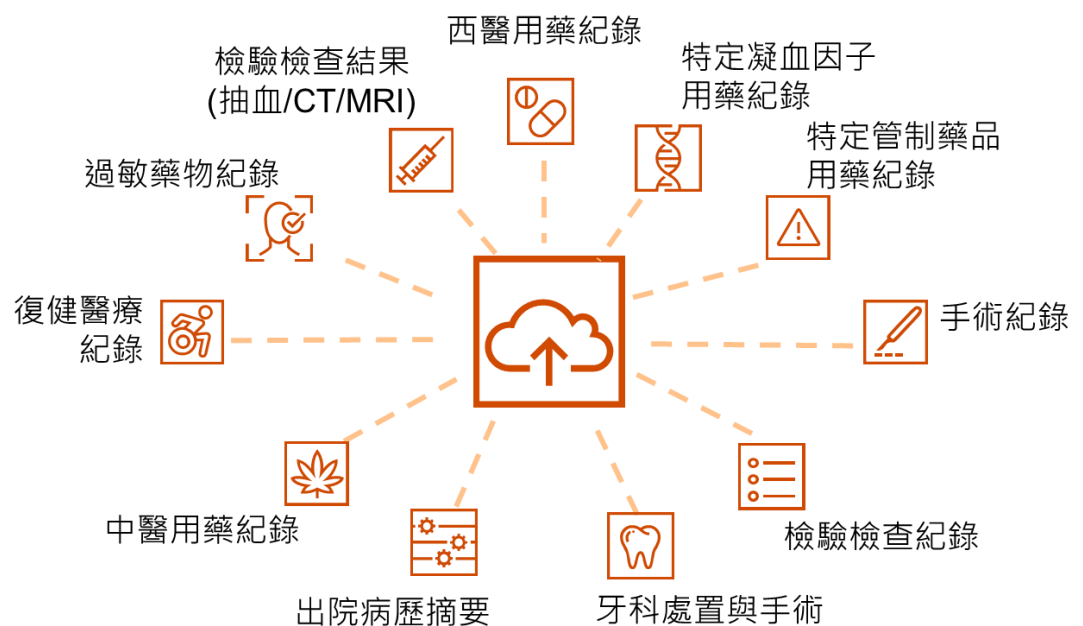 西醫用藥紀錄
檢驗檢查結果
(抽血/CT/MRI)
特定凝血因子
用藥紀錄
特定管制藥品
用藥紀錄
過敏藥物紀錄
復健醫療
紀錄
手術紀錄
中醫用藥紀錄
檢驗檢查紀錄
出院病歷摘要
牙科處置與手術